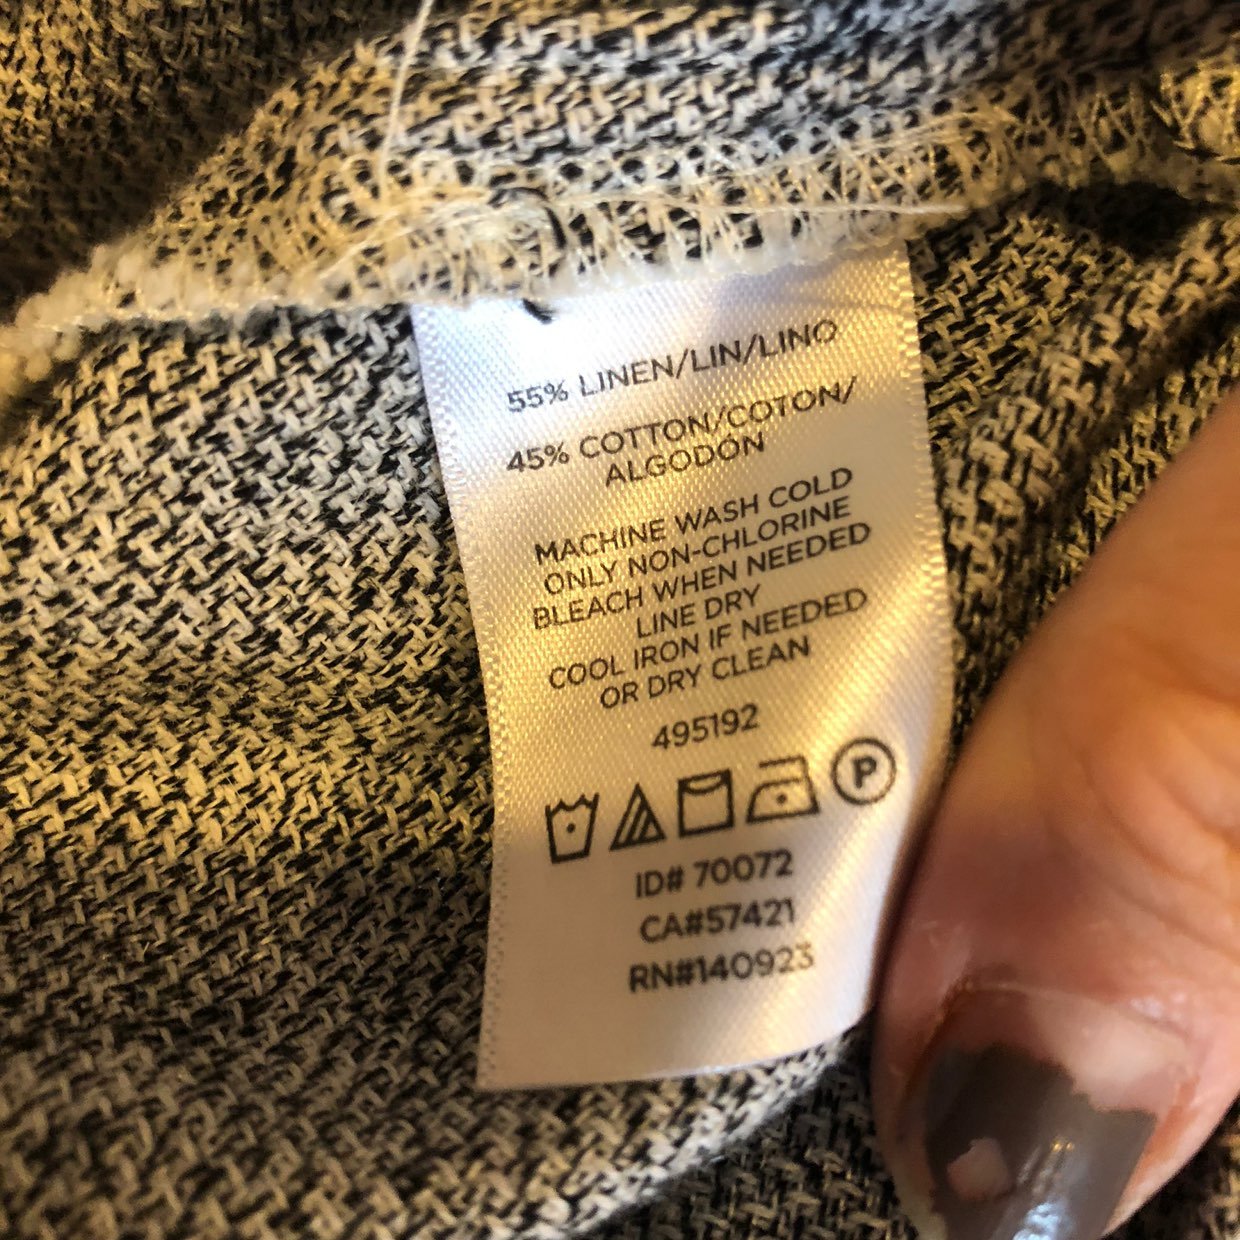 55% LINEN/LIN/LINO
45% COTTON/COTON/
ALGODÓN
MACHINE WASH COLD
ONLY NON-CHLORINE
BLEACH WHEN NEEDED
LINE DRY
COOL IRON IF NEEDED
OR DRY CLEAN
495192
P
ID# 70072
CA#57421
RN#140923